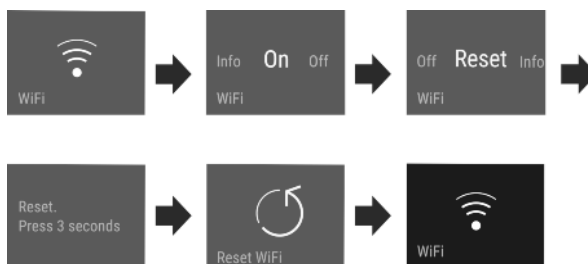 WiFi
Info On Off
WiFi
Off Reset Info
WiFi
Reset.
Press 3 seconds
Reset WiFi
WiFi